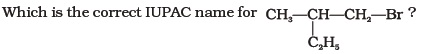 Which is the correct IUPAC name for CH₃—CH—CH₂—Br ?
C₂H₅